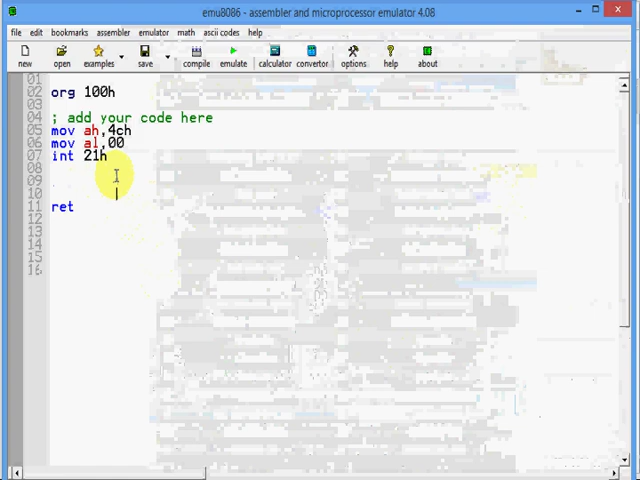 emu8086 - assembler and microprocessor emulator 4.08
file edit bookmarks assembler emulator math ascii codes help
new open examples save compile emulate calculator convertor options help about
01
02 org 100h
03
04 ; add your code here
05 mov ah,4ch
06 mov al,00
07 int 21h
08
09
10
11 ret
12
13
14
15
16